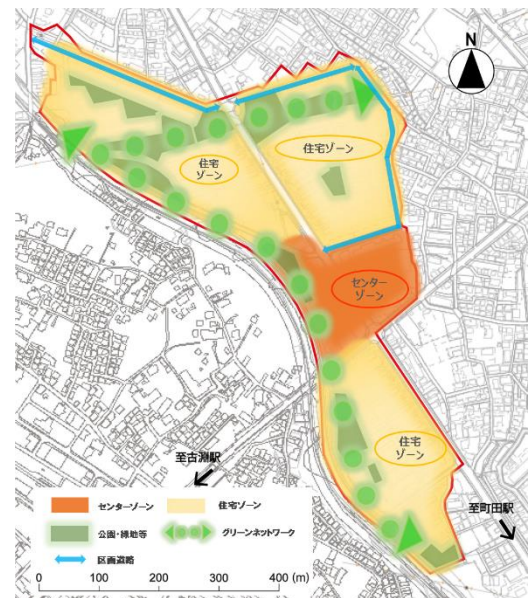 N
住宅
ゾーン
住宅ゾーン
センター
ゾーン
住宅
ゾーン
至古淵駅
至町田駅
センターゾーン
住宅ゾーン
公園・緑地等
グリーンネットワーク
区画道路
0 100 200 300 400 (m)